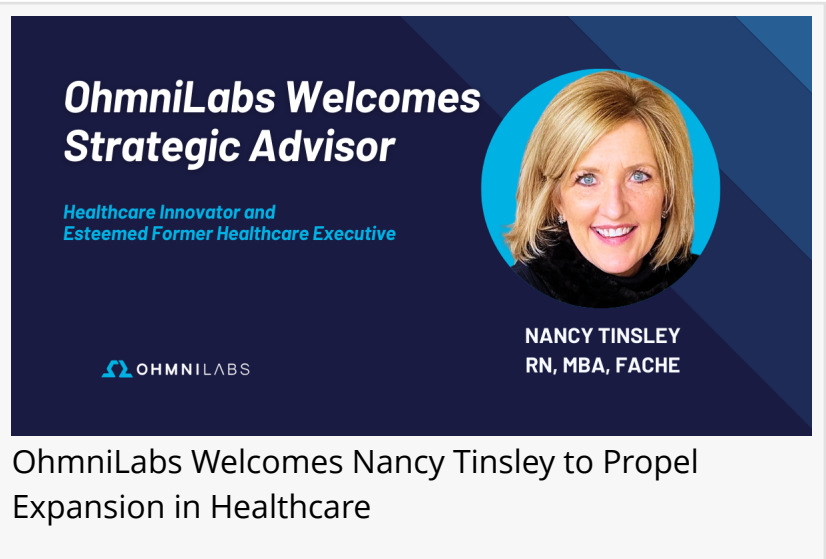 OhmniLabs Welcomes
Strategic Advisor
Healthcare Innovator and
Esteemed Former Healthcare Executive
OHMNILABS
NANCY TINSLEY
RN, MBA, FACHE
OhmniLabs Welcomes Nancy Tinsley to Propel
Expansion in Healthcare